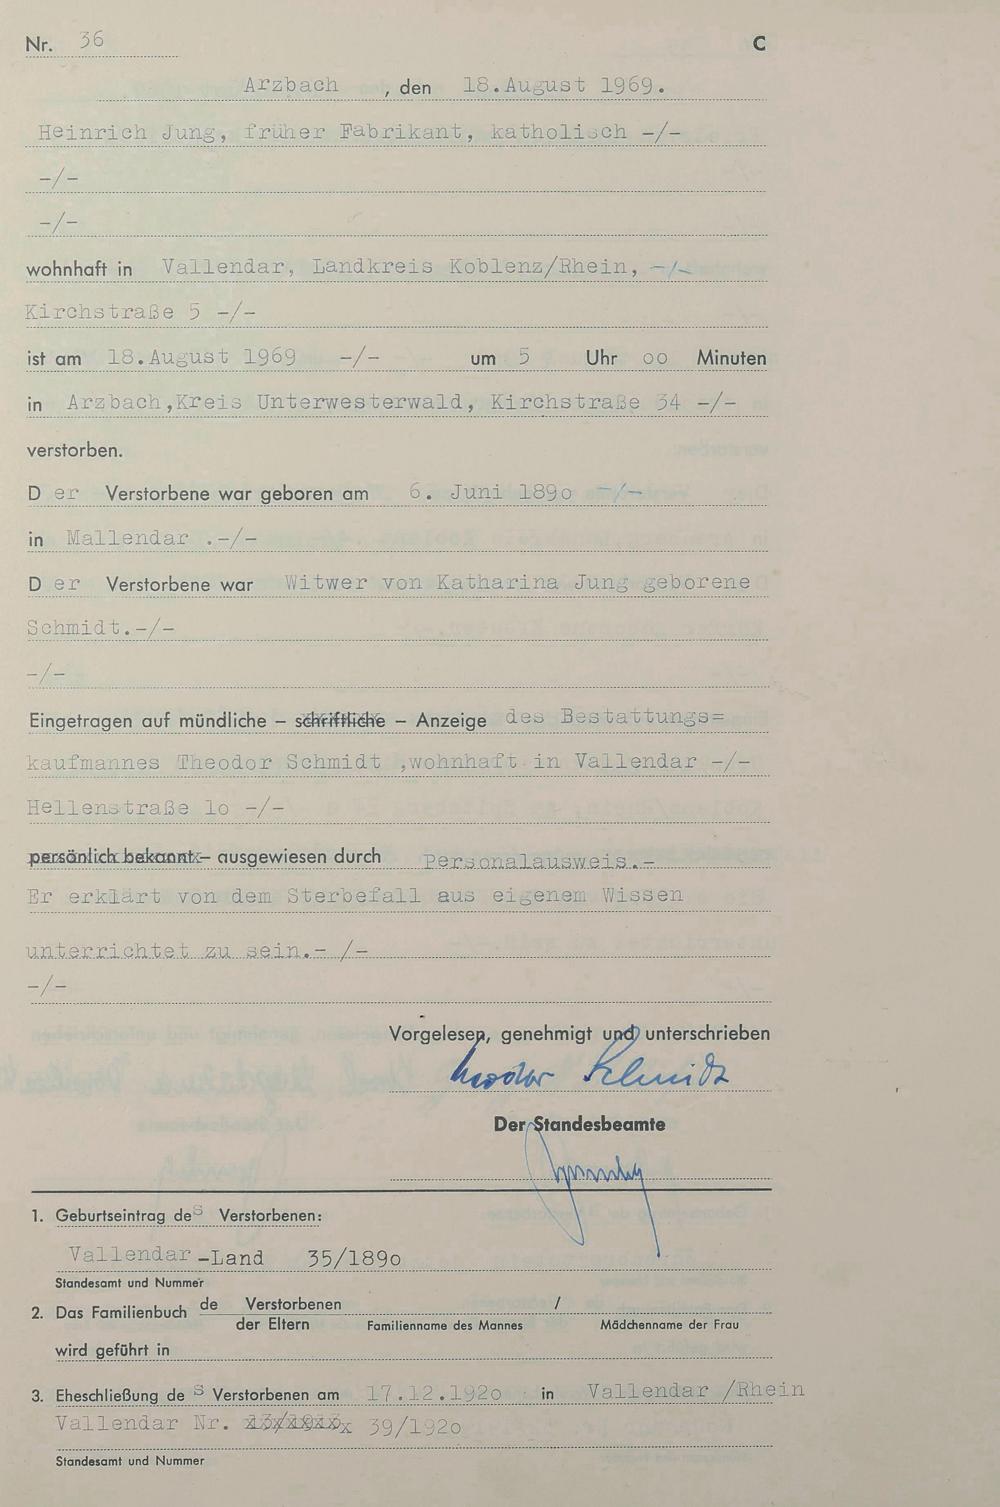 Nr. 36 C
Arzbach , den 18.August 1969.
Heinrich Jung, früher Fabrikant, katholisch -/-
-/-
-/-
wohnhaft in Vallendar, Landkreis Koblenz/Rhein, -/-
Kirchstraße 5 -/-
ist am 18.August 1969 -/- um 5 Uhr oo Minuten
in Arzbach,Kreis Unterwesterwald, Kirchstraße 34 -/-
verstorben.
D er Verstorbene war geboren am 6. Juni 189o -/-
in Mallendar .-/-
D er Verstorbene war Witwer von Katharina Jung geborene
Schmidt.-/-
-/-
Eingetragen auf mündliche – schriftliche – Anzeige des Bestattungs=
kaufmannes Theodor Schmidt ,wohnhaft in Vallendar -/-
Hellenstraße lo -/-
persönlich bekannt – ausgewiesen durch Personalausweis.-
Er erklärt von dem Sterbefall aus eigenem Wissen
unterrichtet zu sein.- /-
-/-
Vorgelesen, genehmigt und unterschrieben
Theodor Schmidt
Der Standesbeamte
1. Geburtseintrag des Verstorbenen:
Vallendar -Land 35/189o
Standesamt und Nummer
2. Das Familienbuch de Verstorbenen /
der Eltern Familienname des Mannes Mädchenname der Frau
wird geführt in
3. Eheschließung de s Verstorbenen am 17.12.192o in Vallendar /Rhein
Vallendar Nr. 39/192o
Standesamt und Nummer